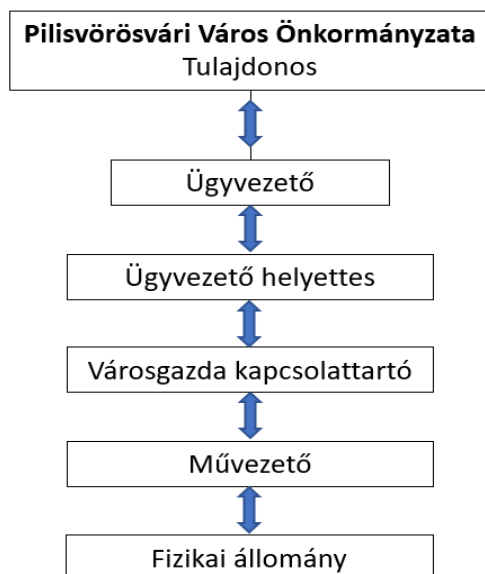 Pilisvörösvári Város Önkormányzata
Tulajdonos
Ügyvezető
Ügyvezető helyettes
Városgazda kapcsolattartó
Művezető
Fizikai állomány